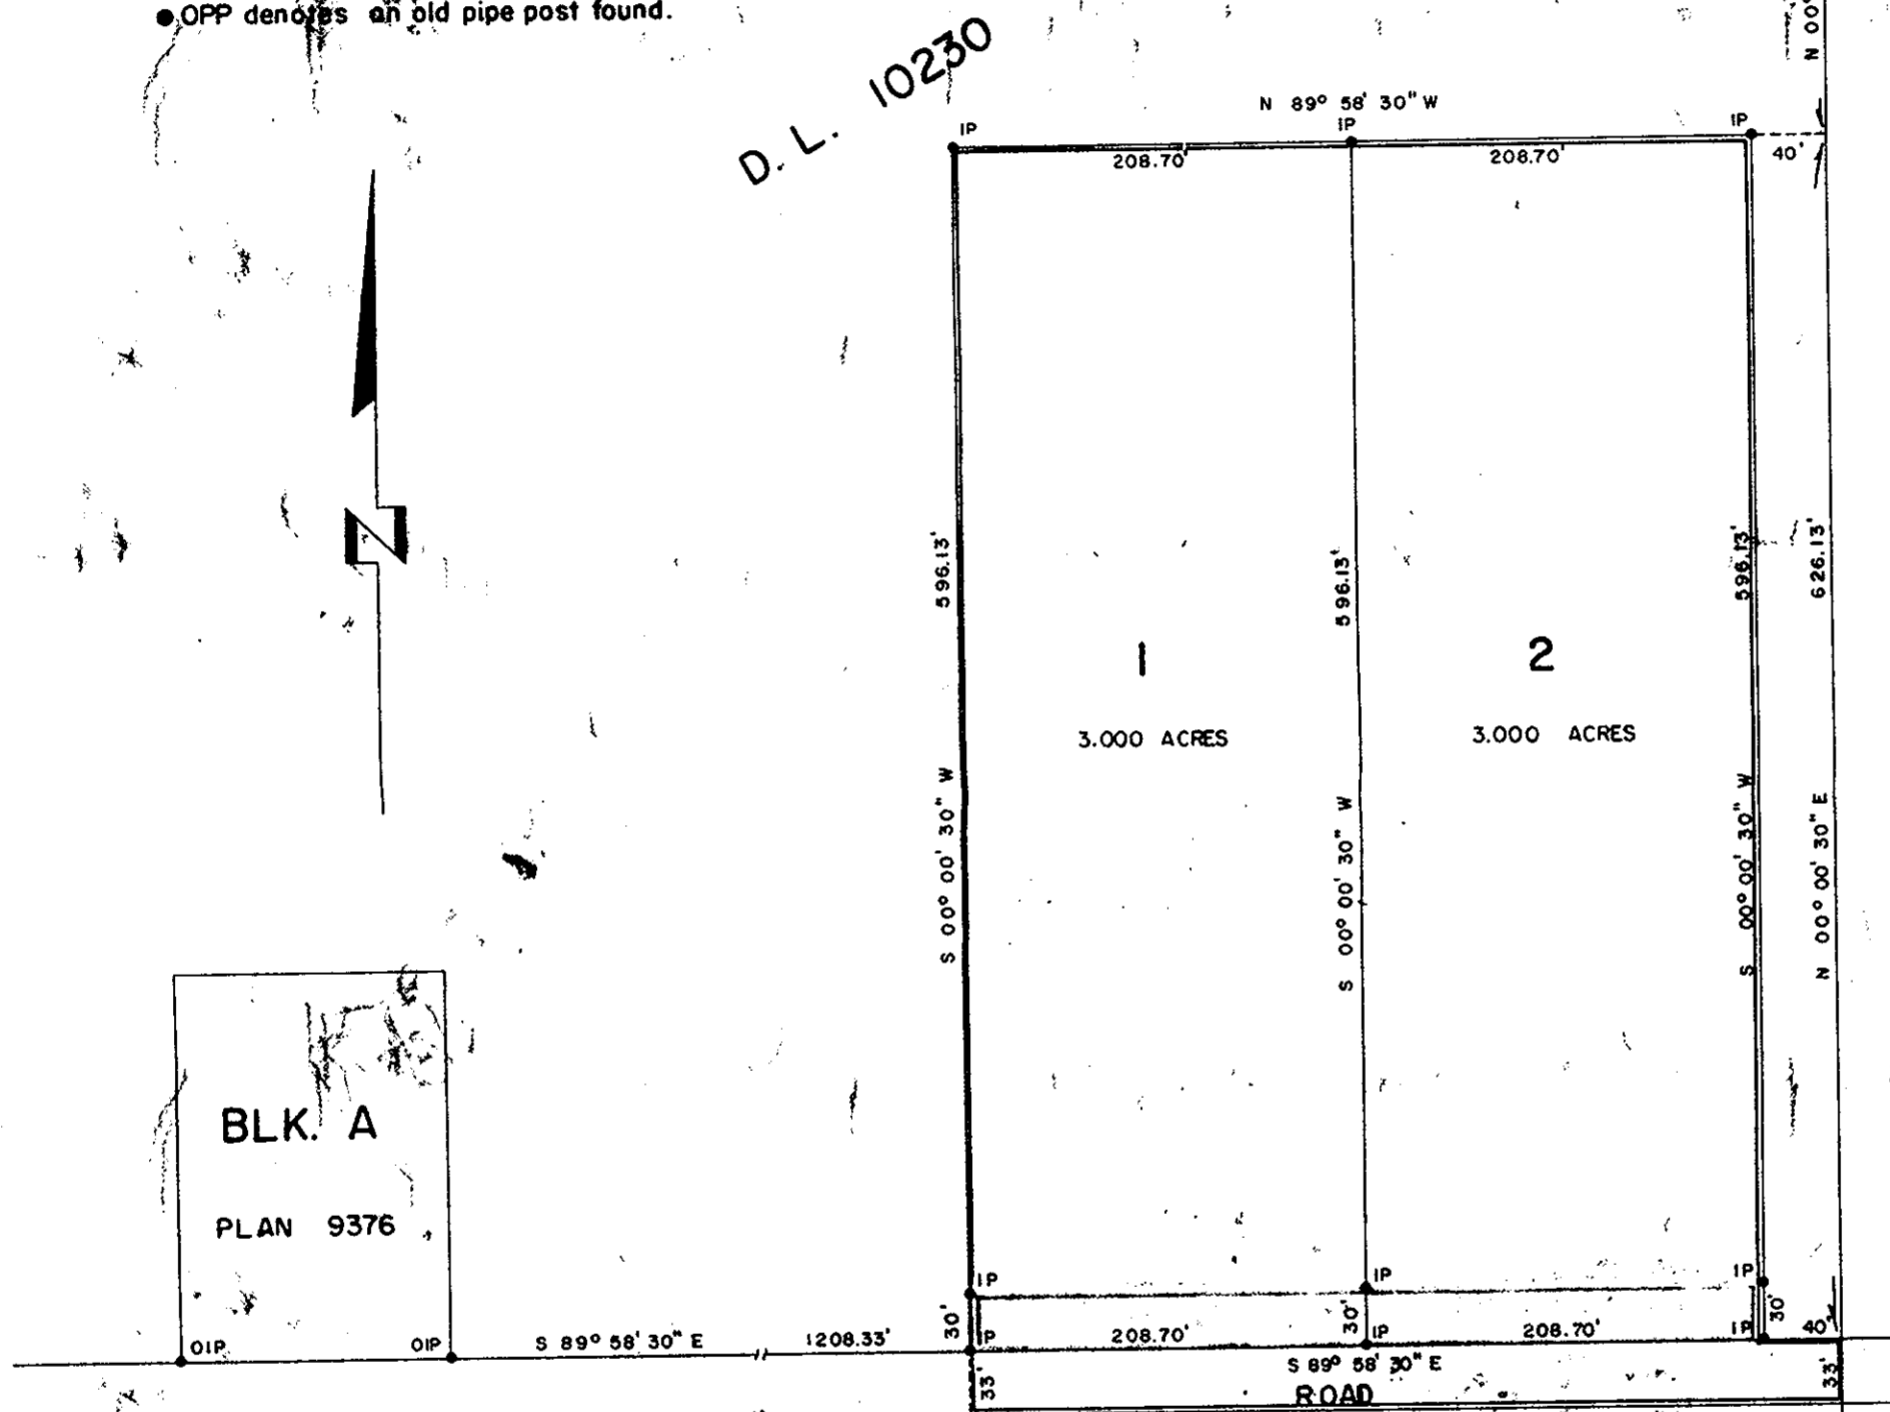 ● OPP denotes an old pipe post found.
D. L. 10230
N 00°
N 89° 58' 30" W
IP
IP
IP
208.70'
208.70'
40'
596.13'
596.13'
596.13'
626.13'
1
2
3.000 ACRES
3.000 ACRES
S 00° 00' 30" W
S 00° 00' 30" W
S 00° 00' 30" W
N 00° 00' 30" E
N
BLK. A
PLAN 9376
IP
IP
IP
30'
30'
30'
OIP
OIP
S 89° 58' 30" E
1208.33'
IP
208.70'
IP
208.70'
IP
40'
S 89° 58' 30" E
33'
ROAD
33'